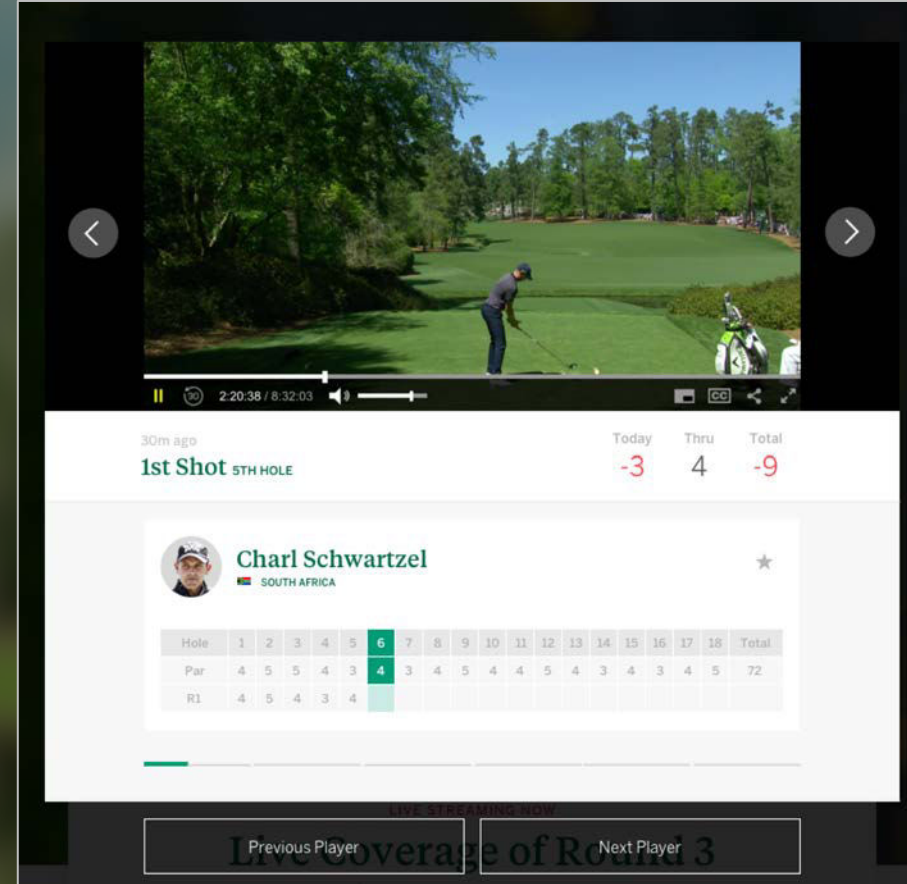 30
2:20:38 / 8:32:03
CC
30m ago
1st Shot 5TH HOLE
Today Thru Total
-3 4 -9
Charl Schwartzel
SOUTH AFRICA
Hole 1 2 3 4 5 6 7 8 9 10 11 12 13 14 15 16 17 18 Total
Par 4 5 5 4 3 4 3 4 5 4 4 5 4 3 4 3 4 5 72
R1 4 5 4 3 4
LIVE STREAMING NOW
Live Coverage of Round 3
Previous Player Next Player